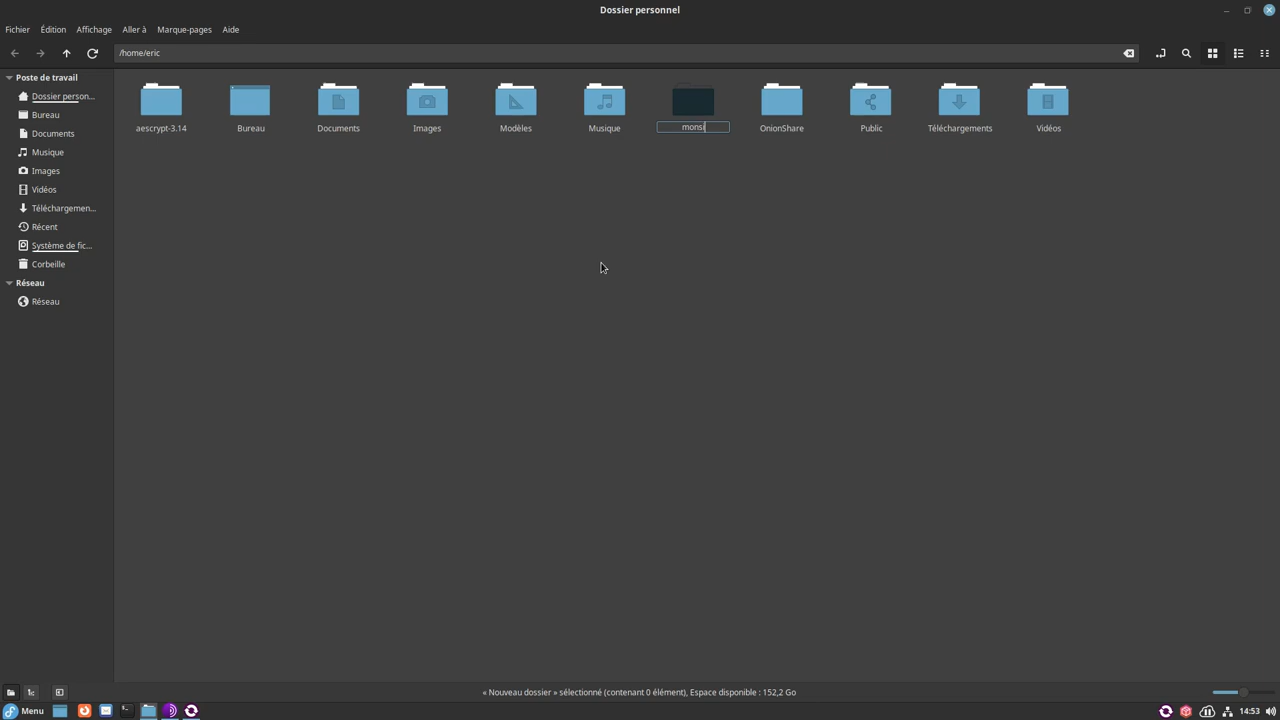 Dossier personnel
Fichier Édition Affichage Aller à Marque-pages Aide
/home/eric
Poste de travail
Dossier person...
Bureau
Documents
Musique
Images
Vidéos
Téléchargemen...
Récent
Système de fic...
Corbeille
Réseau
Réseau
aescrypt-3.14 Bureau Documents Images Modèles Musique monsi OnionShare Public Téléchargements Vidéos
« Nouveau dossier » sélectionné (contenant 0 élément), Espace disponible : 152,2 Go
Menu 14:53